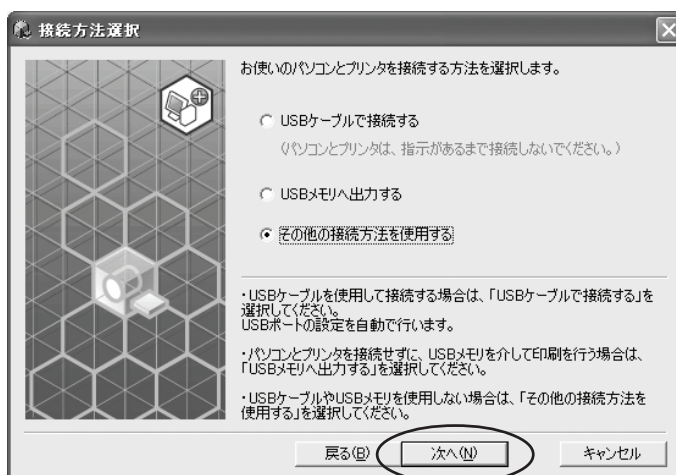 接続方法選択
お使いのパソコンとプリンタを接続する方法を選択します。
USBケーブルで接続する
(パソコンとプリンタは、指示があるまで接続しないでください。)
USBメモリへ出力する
その他の接続方法を使用する
・USBケーブルを使用して接続する場合は、「USBケーブルで接続する」を
選択してください。
USBポートの設定を自動で行います。
・パソコンとプリンタを接続せずに、USBメモリを介して印刷を行う場合は、
「USBメモリへ出力する」を選択してください。
・USBケーブルやUSBメモリを使用しない場合は、「その他の接続方法を
使用する」を選択してください。
戻る(B)
次へ(N)
キャンセル